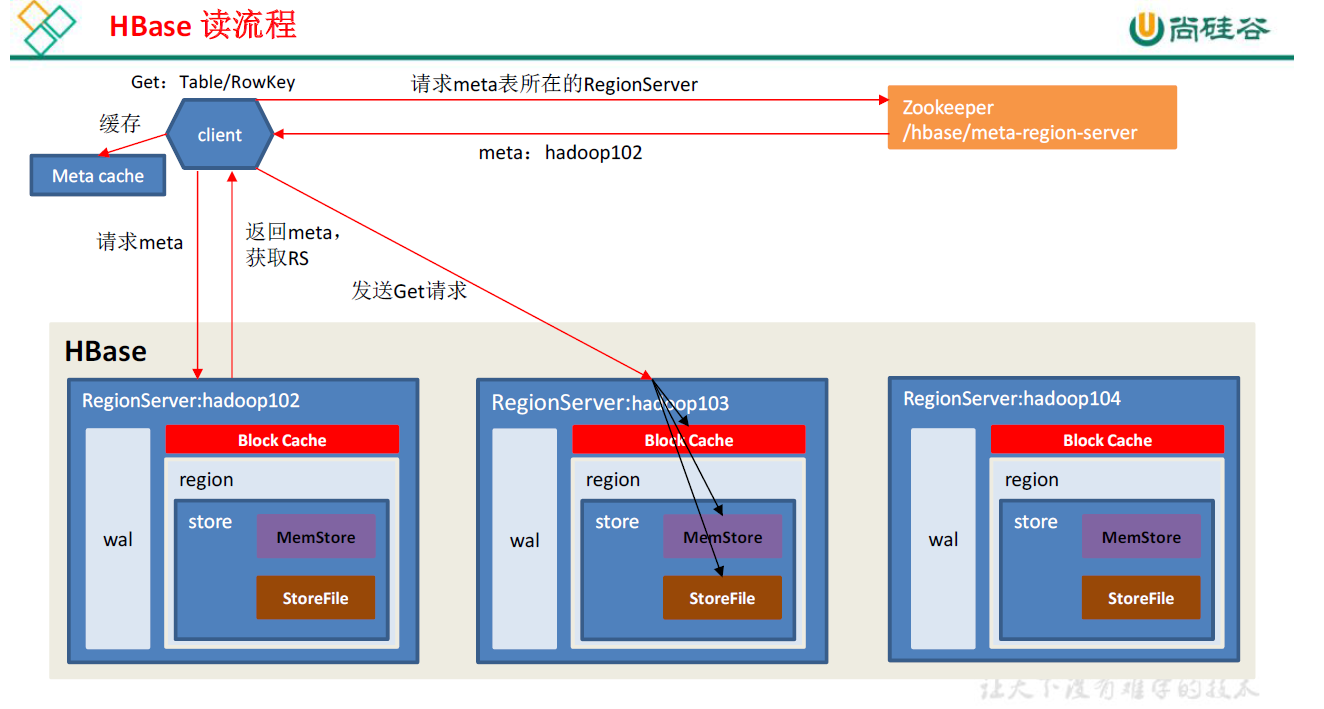 HBase 读流程
尚硅谷
Get：Table/RowKey
请求meta表所在的RegionServer
Zookeeper
/hbase/meta-region-server
缓存
client
meta：hadoop102
Meta cache
请求meta
返回meta，
获取RS
发送Get请求
HBase
RegionServer:hadoop102
Block Cache
region
wal
store
MemStore
StoreFile
RegionServer:hadoop103
Block Cache
region
wal
store
MemStore
StoreFile
RegionServer:hadoop104
Block Cache
region
wal
store
MemStore
StoreFile
让天下没有难学的技术